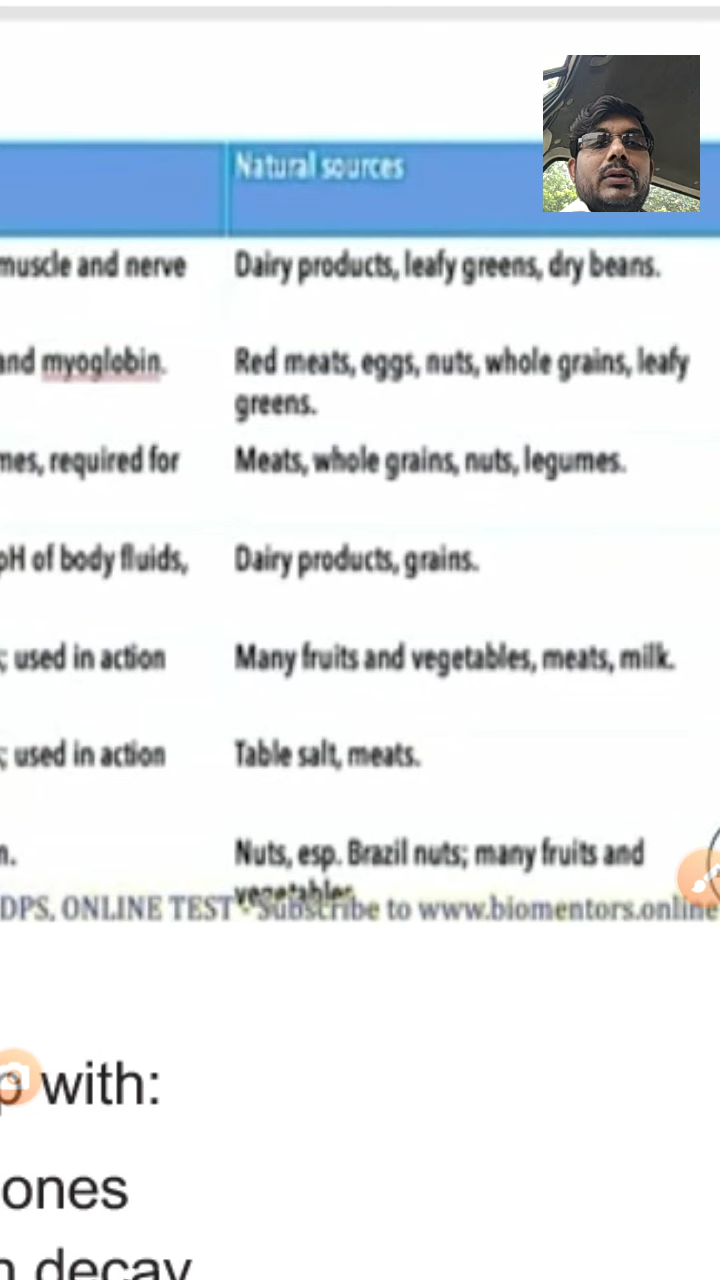 Natural sources
muscle and nerve Dairy products, leafy greens, dry beans.
and myoglobin. Red meats, eggs, nuts, whole grains, leafy
greens.
mes, required for Meats, whole grains, nuts, legumes.
pH of body fluids, Dairy products, grains.
; used in action Many fruits and vegetables, meats, milk.
; used in action Table salt, meats.
n. Nuts, esp. Brazil nuts; many fruits and
vegetables
DPS, ONLINE TEST - Subscribe to www.biomentors.online
p with:
ones
n decay